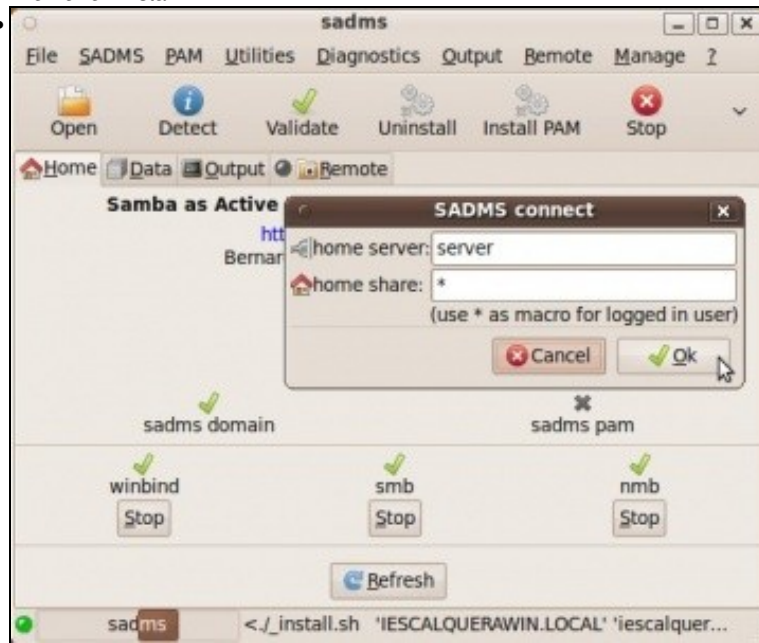 sadms
File SADMS PAM Utilities Diagnostics Output Remote Manage ?
Open Detect Validate Uninstall Install PAM Stop
Home Data Output Remote
Samba as Active
htt
Bernar
SADMS connect
home server: server
home share: *
(use * as macro for logged in user)
Cancel Ok
sadms domain sadms pam
winbind smb nmb
Stop Stop Stop
Refresh
sadms <./_install.sh 'IESCALQUERAWIN.LOCAL' 'iescalquer...